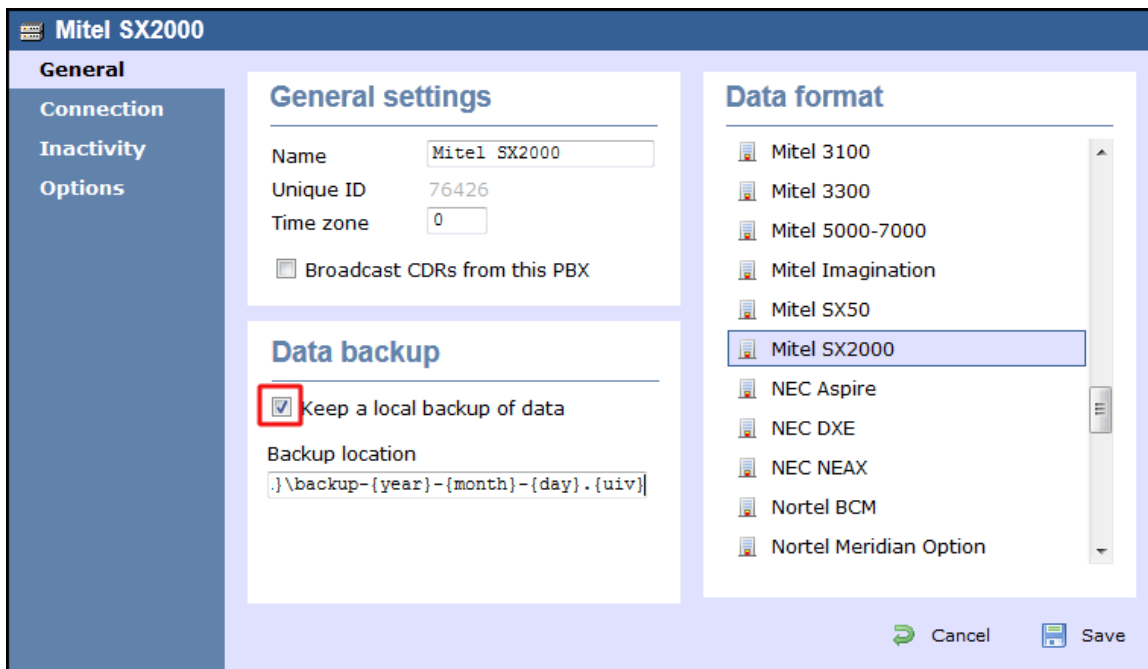 Mitel SX2000
General
Connection
Inactivity
Options
General settings
Name Mitel SX2000
Unique ID 76426
Time zone 0
Broadcast CDRs from this PBX
Data backup
Keep a local backup of data
Backup location
.}\backup-{year}-{month}-{day}.{uiv}
Data format
Mitel 3100
Mitel 3300
Mitel 5000-7000
Mitel Imagination
Mitel SX50
Mitel SX2000
NEC Aspire
NEC DXE
NEC NEAX
Nortel BCM
Nortel Meridian Option
Cancel Save